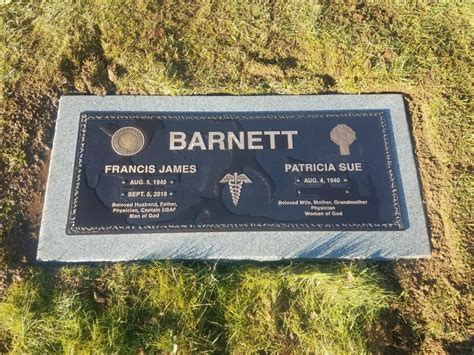 BARNETT
FRANCIS JAMES
AUG. 5, 1940
SEPT. 5, 2018
Beloved Husband, Father,
Physician, Captain USAF
Man of God
PATRICIA SUE
AUG. 4, 1940
Beloved Wife, Mother, Grandmother
Physician
Woman of God